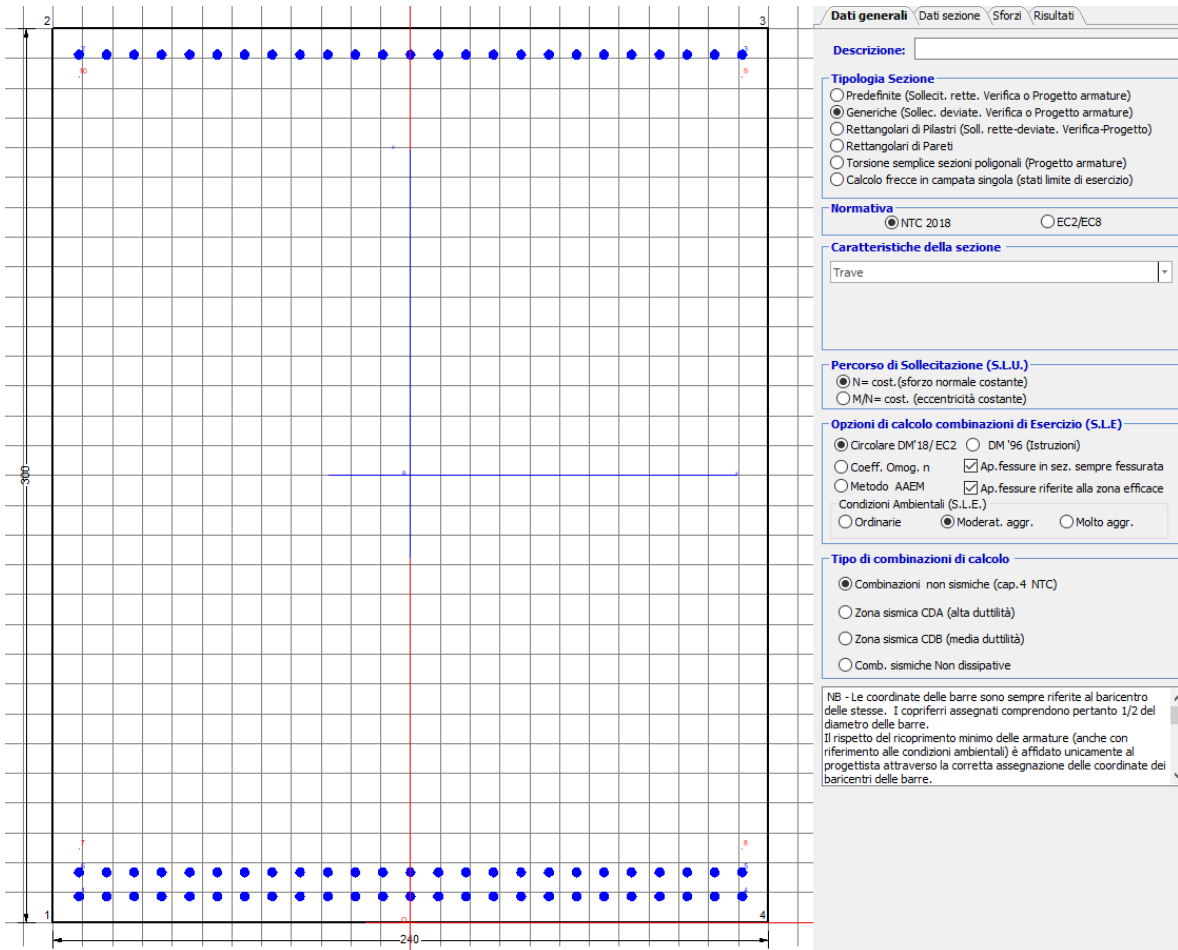 2
3
10
9
300
7
8
1
4
240
Dati generali Dati sezione Sforzi Risultati
Descrizione:
Tipologia Sezione
Predefinite (Sollecit. rette. Verifica o Progetto armature)
Generiche (Sollec. deviate. Verifica o Progetto armature)
Rettangolari di Pilastri (Soll. rette-deviate. Verifica-Progetto)
Rettangolari di Pareti
Torsione semplice sezioni poligonali (Progetto armature)
Calcolo frecce in campata singola (stati limite di esercizio)
Normativa
NTC 2018 EC2/EC8
Caratteristiche della sezione
Trave
Percorso di Sollecitazione (S.L.U.)
N= cost.(sforzo normale costante)
M/N= cost. (eccentricità costante)
Opzioni di calcolo combinazioni di Esercizio (S.L.E)
Circolare DM'18/ EC2 DM '96 (Istruzioni)
Coeff. Omog. n Ap.fessure in sez. sempre fessurata
Metodo AAEM Ap.fessure riferite alla zona efficace
Condizioni Ambientali (S.L.E.)
Ordinarie Moderat. aggr. Molto aggr.
Tipo di combinazioni di calcolo
Combinazioni non sismiche (cap.4 NTC)
Zona sismica CDA (alta duttilità)
Zona sismica CDB (media duttilità)
Comb. sismiche Non dissipative
NB - Le coordinate delle barre sono sempre riferite al baricentro
delle stesse. I copriferri assegnati comprendono pertanto 1/2 del
diametro delle barre.
Il rispetto del ricoprimento minimo delle armature (anche con
riferimento alle condizioni ambientali) è affidato unicamente al
progettista attraverso la corretta assegnazione delle coordinate dei
baricentri delle barre.